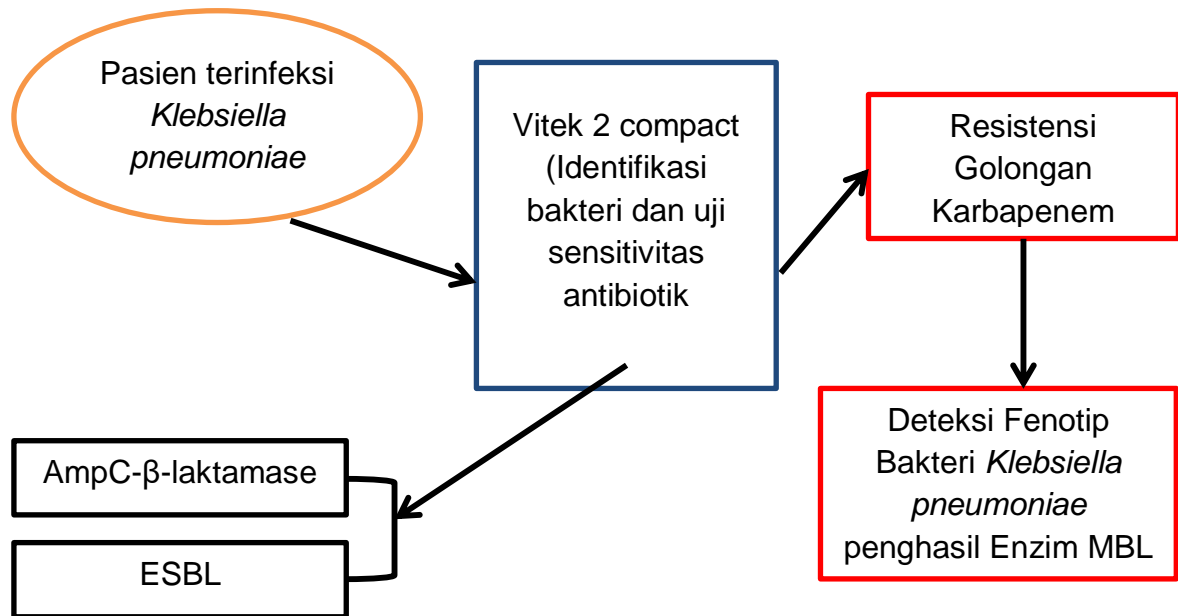 Pasien terinfeksi
Klebsiella
pneumoniae
Vitek 2 compact
(Identifikasi
bakteri dan uji
sensitivitas
antibiotik
Resistensi
Golongan
Karbapenem
Deteksi Fenotip
Bakteri Klebsiella
pneumoniae
penghasil Enzim MBL
AmpC-β-laktamase
ESBL